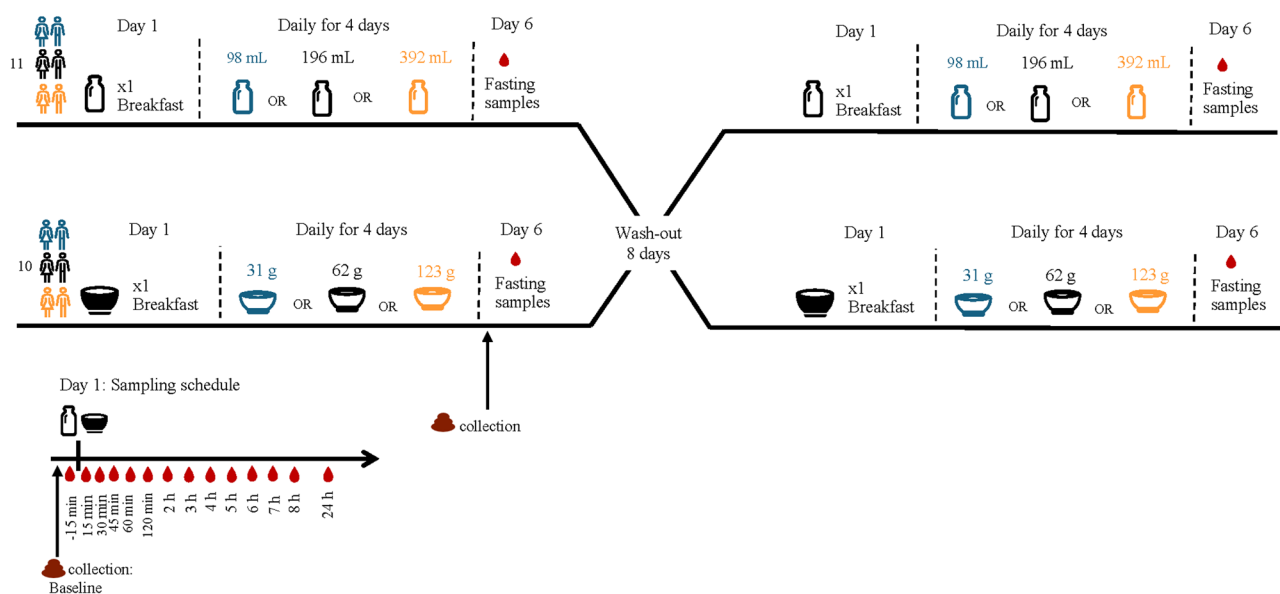 Day 1
Daily for 4 days
Day 6
11
98 mL
196 mL
392 mL
x1
Breakfast
OR
OR
Fasting
samples
Day 1
Daily for 4 days
Day 6
98 mL
196 mL
392 mL
x1
Breakfast
OR
OR
Fasting
samples
Wash-out
8 days
Day 1
Daily for 4 days
Day 6
10
31 g
62 g
123 g
x1
Breakfast
OR
OR
Fasting
samples
Day 1
Daily for 4 days
Day 6
31 g
62 g
123 g
x1
Breakfast
OR
OR
Fasting
samples
Day 1: Sampling schedule
collection
-15 min
15 min
30 min
45 min
60 min
120 min
2 h
3 h
4 h
5 h
6 h
7 h
8 h
24 h
collection:
Baseline